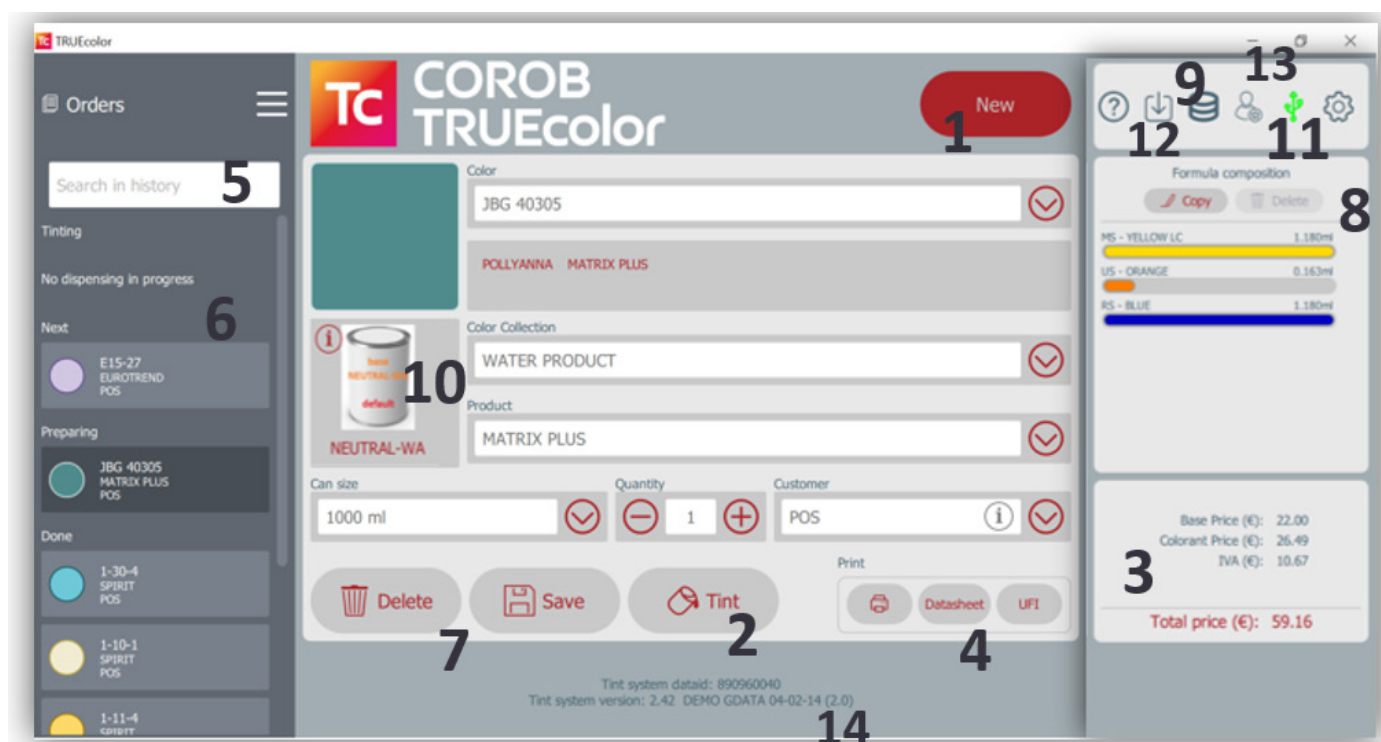 Tc TRUEcolor
Orders
Search in history
5
Tinting
No dispensing in progress
6
Next
E15-27
EUROTREND
POS
Preparing
JBG 40305
MATRIX PLUS
POS
Done
1-30-4
SPIRIT
POS
1-10-1
SPIRIT
POS
1-11-4
SPIRIT
Tc COROB
TRUEcolor
New
1
Color
JBG 40305
POLLYANNA MATRIX PLUS
base
default
10
NEUTRAL-WA
Color Collection
WATER PRODUCT
Product
MATRIX PLUS
Can size
1000 ml
Quantity
1
Customer
POS
Delete
Save
Tint
7
2
Print
Datasheet
UFI
4
Tint system dataid: 890960040
Tint system version: 2.42 DEMO GDATA 04-02-14 (2.0)
14
9
13
12
11
Formula composition
Copy
Delete
8
MS - YELLOW LC 1.180ml
US - ORANGE 0.163ml
RS - BLUE 1.180ml
Base Price (€): 22.00
Colorant Price (€): 26.49
IVA (€): 10.67
3
Total price (€): 59.16